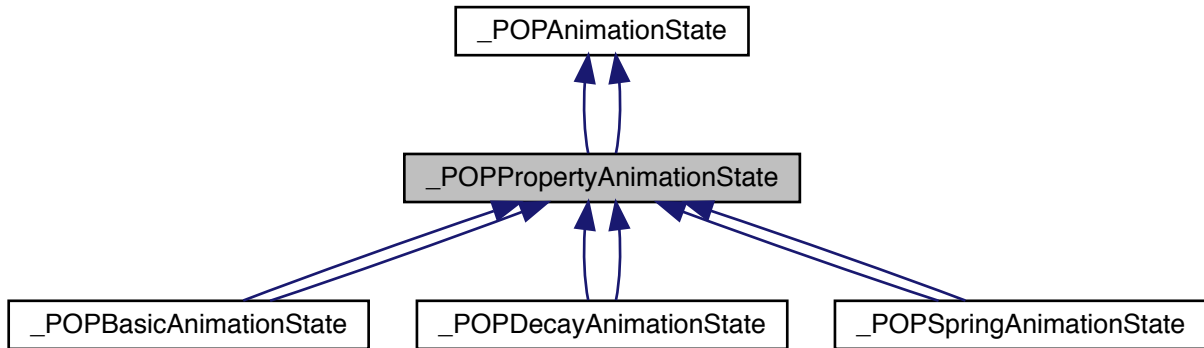 _POPAnimationState
_POPPropertyAnimationState
_POPBasicAnimationState
_POPDecayAnimationState
_POPSpringAnimationState